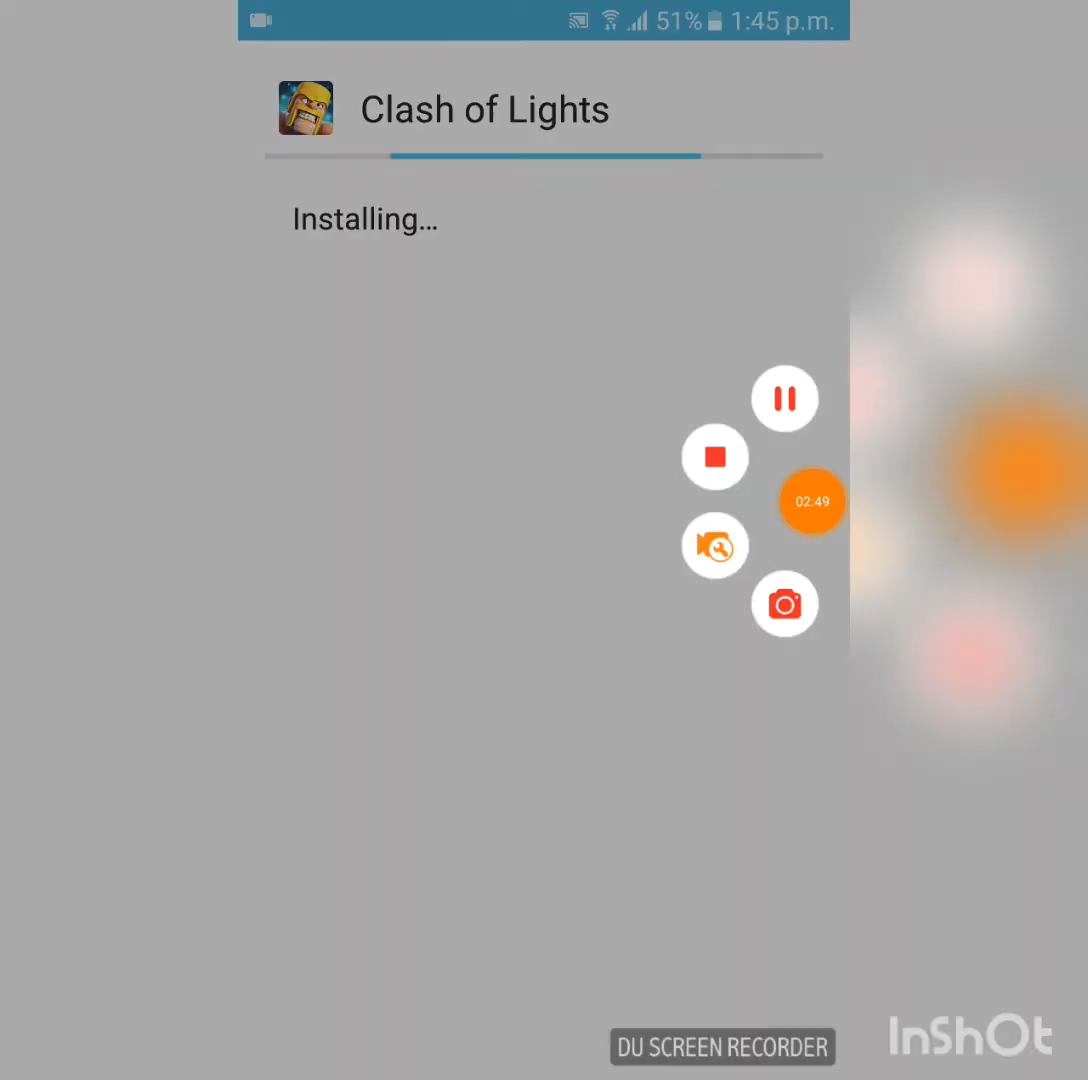 51% 1:45 p.m.
Clash of Lights
Installing...
02:49
DU SCREEN RECORDER
InShOt